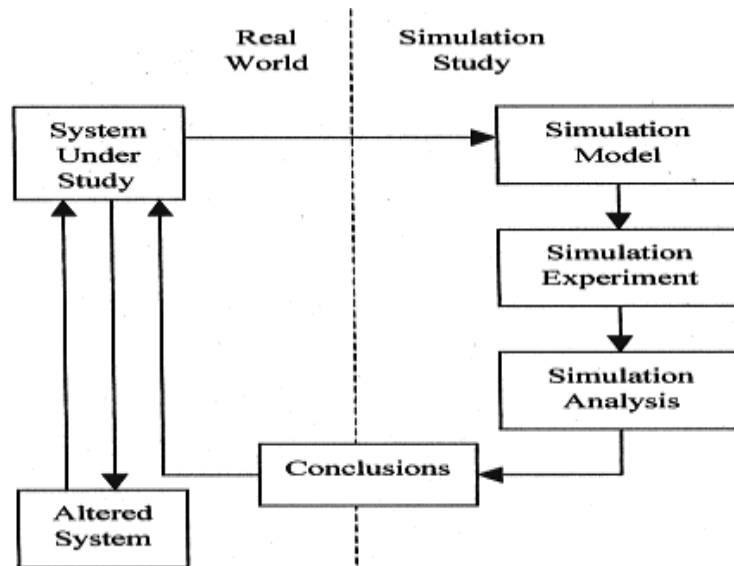 Real
World
Simulation
Study
System
Under
Study
Simulation
Model
Simulation
Experiment
Simulation
Analysis
Conclusions
Altered
System